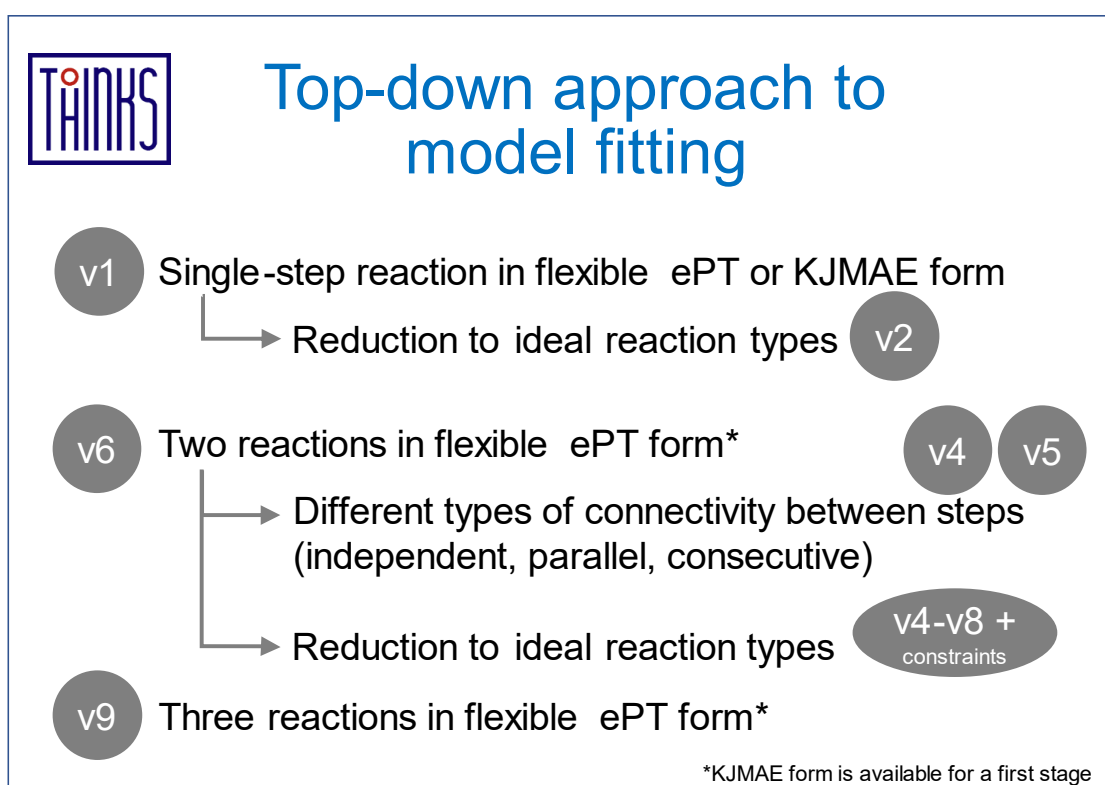 THINKS
Top-down approach to
model fitting
v1
Single-step reaction in flexible ePT or KJMAE form
Reduction to ideal reaction types
v2
v6
Two reactions in flexible ePT form*
v4
v5
Different types of connectivity between steps
(independent, parallel, consecutive)
Reduction to ideal reaction types
v4-v8 +
constraints
v9
Three reactions in flexible ePT form*
*KJMAE form is available for a first stage